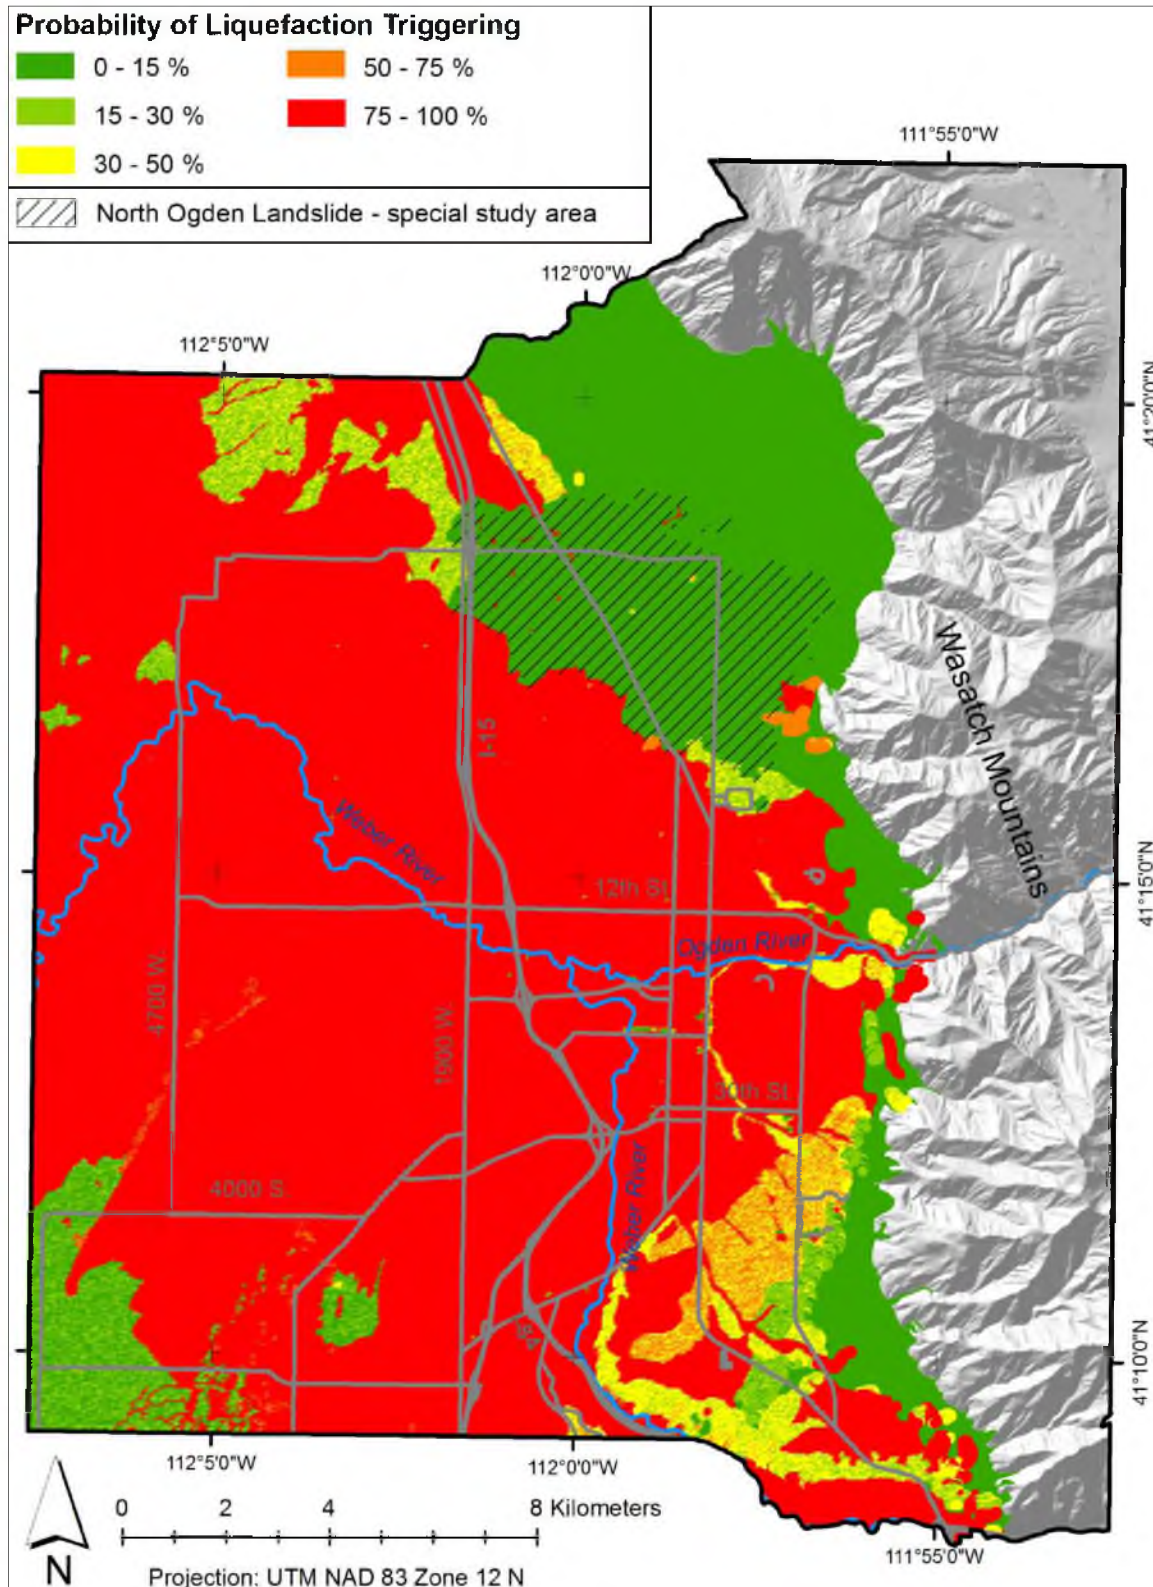 Probability of Liquefaction Triggering
0 - 15 %
50 - 75 %
15 - 30 %
75 - 100 %
30 - 50 %
North Ogden Landslide - special study area
111°55'0"W
112°0'0"W
112°5'0"W
41°20'0"N
Wasatch Mountains
I-15
Weber River
41°15'0"N
12th St.
Ogden River
4700 W.
1900 W.
30th St.
Weber River
4000 S.
I-84
41°10'0"N
112°5'0"W
112°0'0"W
111°55'0"W
0 2 4 8 Kilometers
N
Projection: UTM NAD 83 Zone 12 N